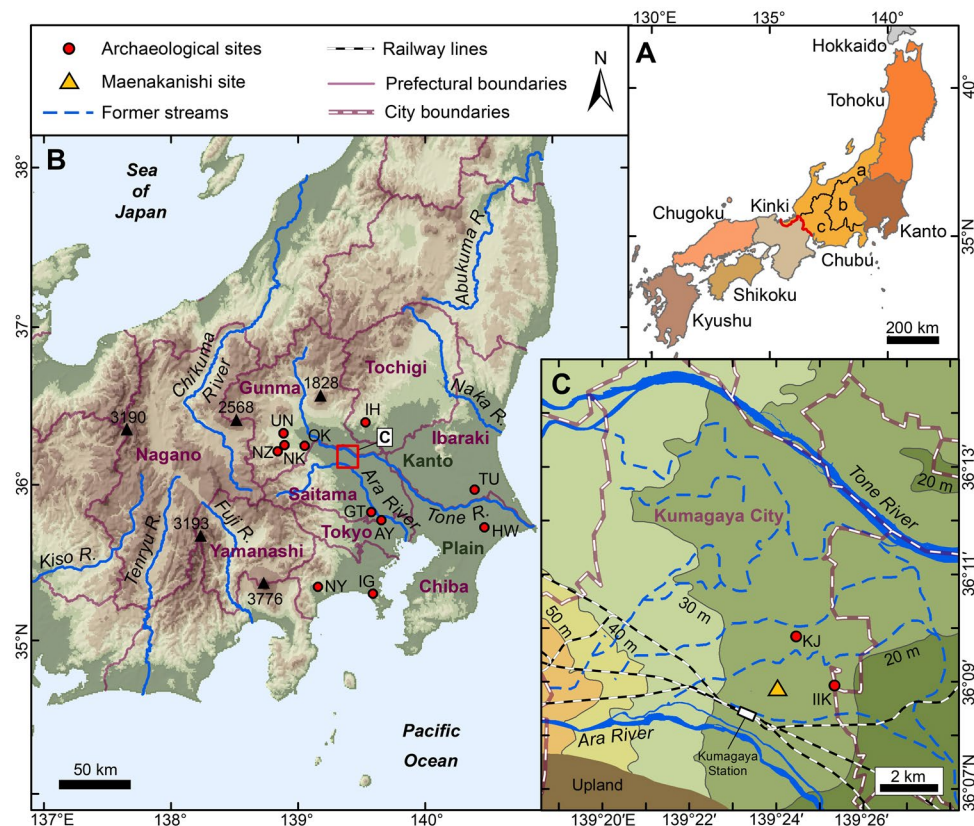 Archaeological sites
Maenakanishi site
Former streams
Railway lines
Prefectural boundaries
City boundaries
N
A
130°E
135°
140°
40°
35°N
Hokkaido
Tohoku
Kinki
Chugoku
Kanto
Chubu
Shikoku
Kyushu
a
b
c
200 km
B
38°
37°
36°
35°N
137°E
138°
139°
140°
Sea
of
Japan
Abukuma R.
Chikuma
River
Gunma
Tochigi
1828
2568
3190
Naka R.
UN
OK
IH
NZ
NK
C
Ibaraki
Kanto
Nagano
Saitama
TU
GT
Ara River
Tone R.
AY
HW
Tokyo
Plain
3193
Fuji R.
Yamanashi
Kiso R.
Tenryu R.
3776
NY
IG
Chiba
Pacific
Ocean
50 km
C
36°13'
36°11'
36°09'
36°07'N
139°20'E
139°22'
139°24'
139°26'
139°28'
20 m
Tone River
Kumagaya City
30 m
40 m
50 m
20 m
KJ
IIK
Ara River
Kumagaya
Station
Upland
2 km